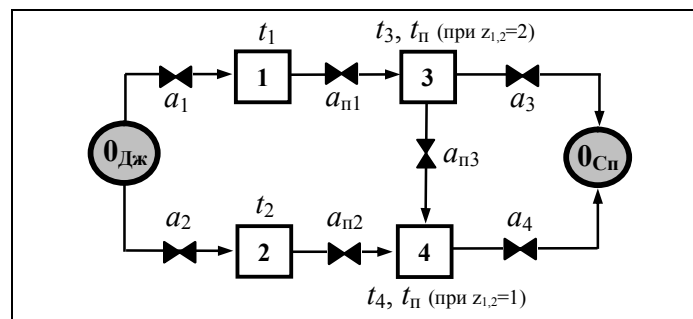 t₁
t₃, tп (при z₁,₂=2)
1
3
a₁
aп₁
a₃
0Дж
aп₃
0Сп
t₂
a₂
aп₂
a₄
2
4
t₄, tп (при z₁,₂=1)